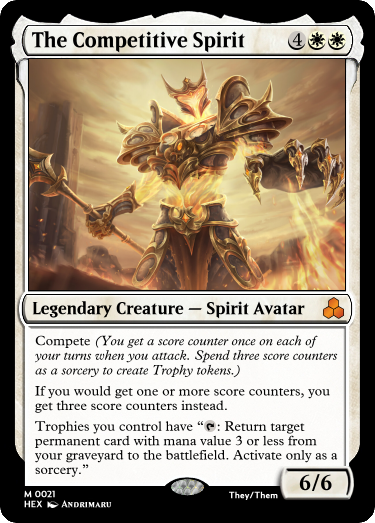 The Competitive Spirit 4
Legendary Creature — Spirit Avatar
Compete (You get a score counter once on each of
your turns when you attack. Spend three score counters
as a sorcery to create Trophy tokens.)
If you would get one or more score counters, you
get three score counters instead.
Trophies you control have “: Return target
permanent card with mana value 3 or less from
your graveyard to the battlefield. Activate only as a
sorcery.”
6/6
M 0021
HEX Andrimaru
They/Them